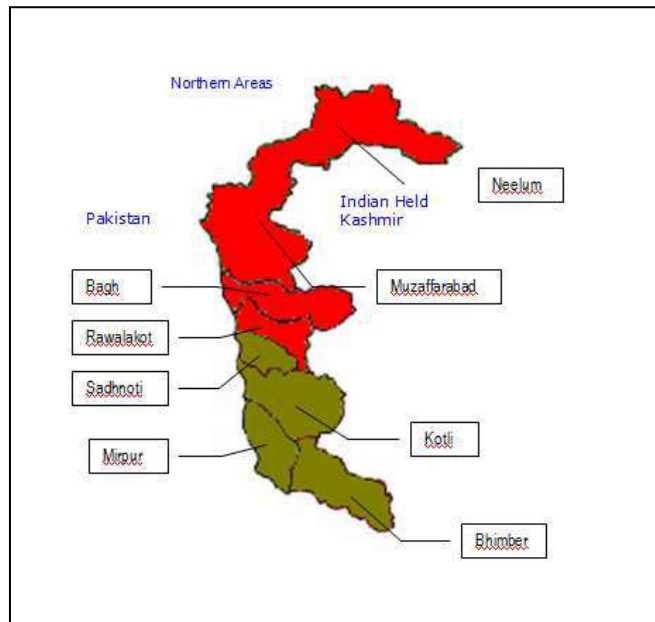 Northern Areas
Neelum
Indian Held
Kashmir
Pakistan
Bagh
Muzaffarabad
Rawalakot
Sadhnoti
Kotli
Mirpur
Bhimber